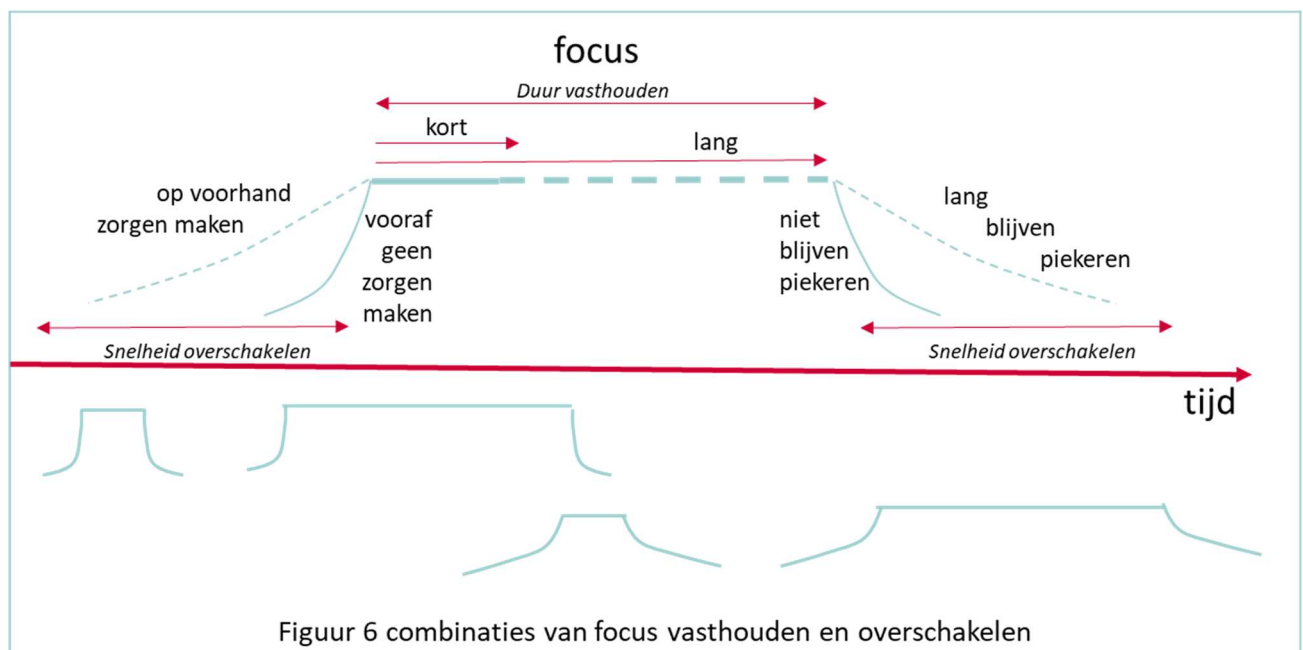 focus
Duur vasthouden
kort
lang
op voorhand
zorgen maken
vooraf
geen
zorgen
maken
niet
blijven
piekeren
lang
blijven
piekeren
Snelheid overschakelen
Snelheid overschakelen
tijd
Figuur 6 combinaties van focus vasthouden en overschakelen